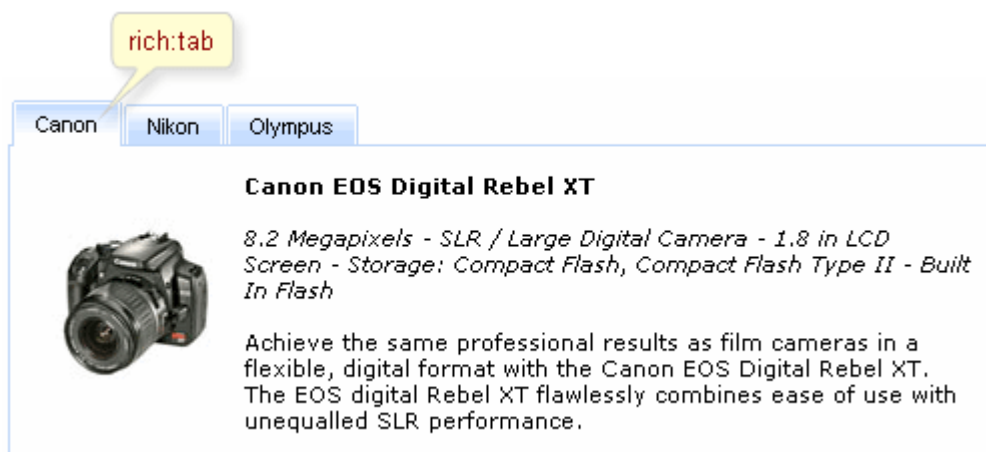 rich:tab
Canon Nikon Olympus
Canon EOS Digital Rebel XT
8.2 Megapixels - SLR / Large Digital Camera - 1.8 in LCD
Screen - Storage: Compact Flash, Compact Flash Type II - Built
In Flash
Achieve the same professional results as film cameras in a
flexible, digital format with the Canon EOS Digital Rebel XT.
The EOS digital Rebel XT flawlessly combines ease of use with
unequalled SLR performance.